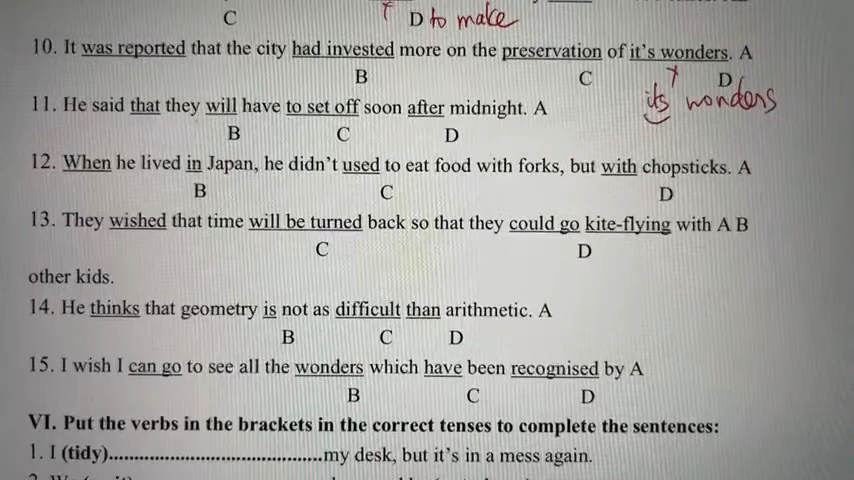 C D to make
10. It was reported that the city had invested more on the preservation of it's wonders. A
B C D
its wonders
11. He said that they will have to set off soon after midnight. A
B C D
12. When he lived in Japan, he didn't used to eat food with forks, but with chopsticks. A
B C D
13. They wished that time will be turned back so that they could go kite-flying with A B
C D
other kids.
14. He thinks that geometry is not as difficult than arithmetic. A
B C D
15. I wish I can go to see all the wonders which have been recognised by A
B C D
VI. Put the verbs in the brackets in the correct tenses to complete the sentences:
1. I (tidy)..........................................my desk, but it's in a mess again.